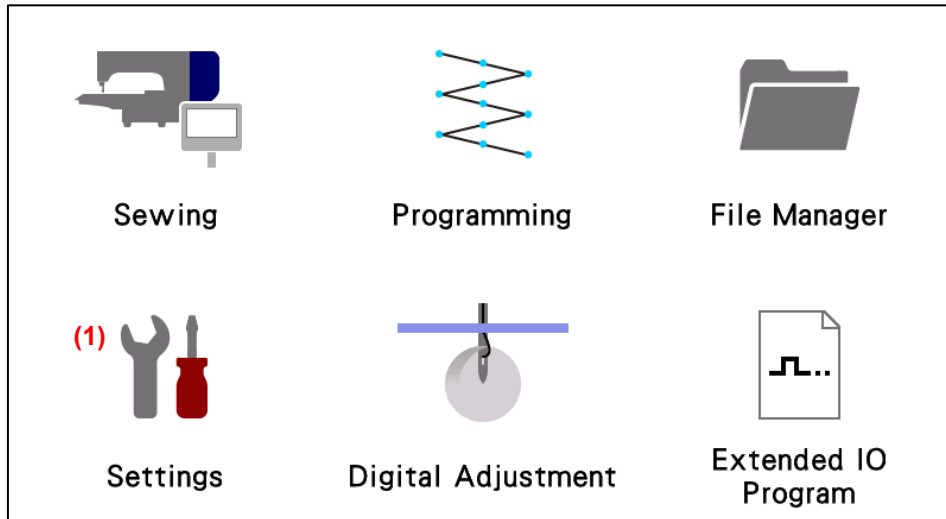 Sewing
Programming
File Manager
(1)
Settings
Digital Adjustment
Extended IO
Program